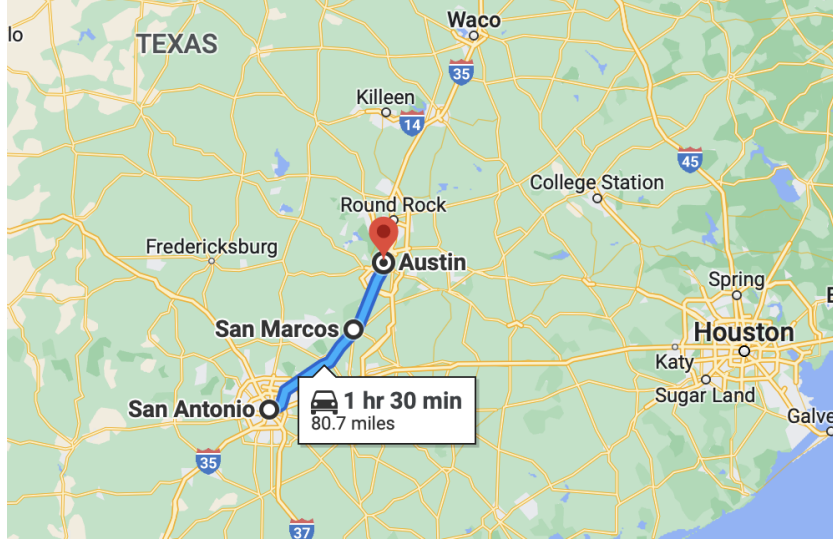 Waco
lo
TEXAS
35
Killeen
14
45
College Station
Round Rock
Fredericksburg
Austin
Spring
E
San Marcos
Houston
Katy
Sugar Land
San Antonio
1 hr 30 min
80.7 miles
Galve
35
37